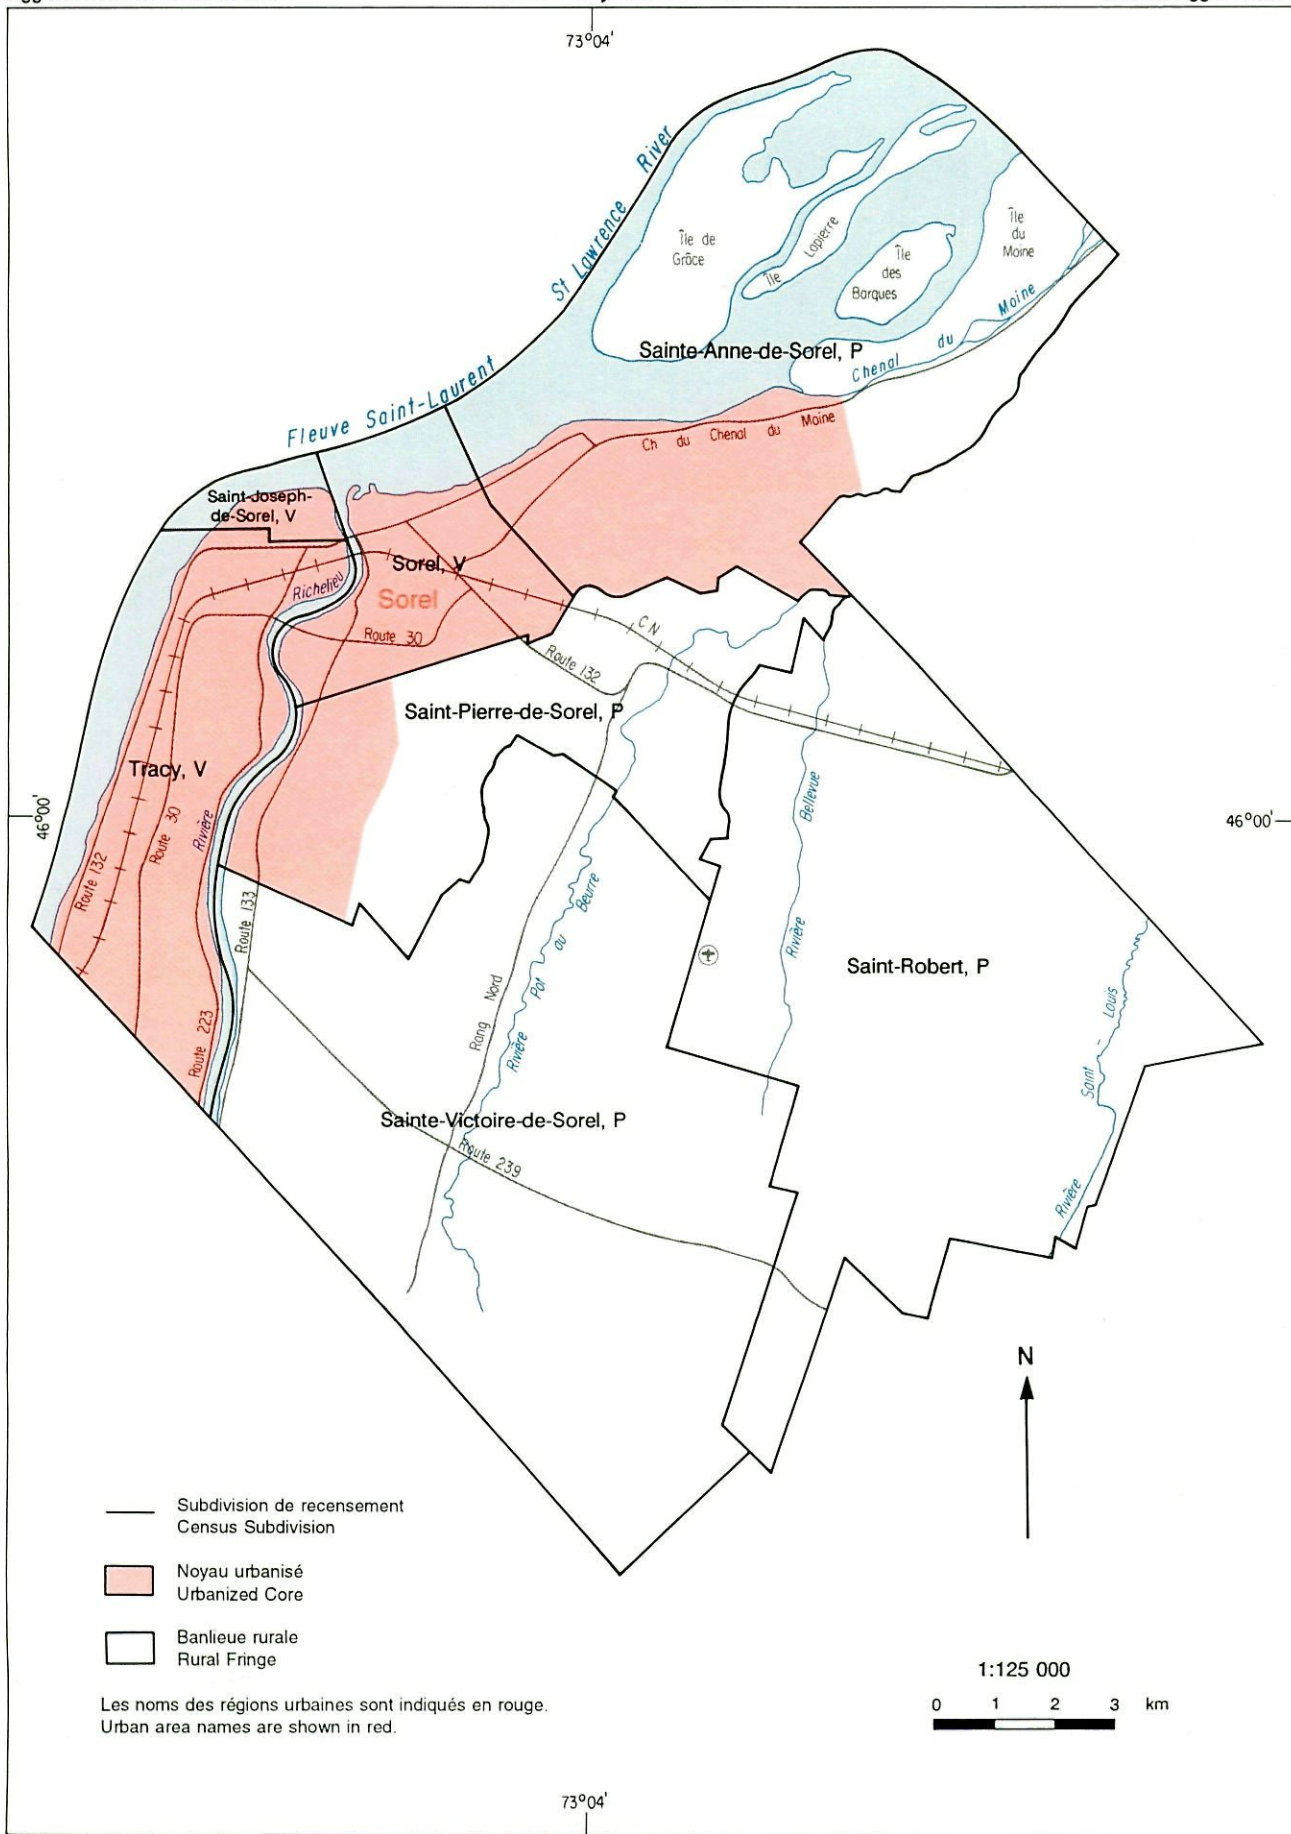 73°04'
St Lawrence River
Île de
Grâce
Île Lapierre
Île
des
Barques
Île
du
Moine
Sainte-Anne-de-Sorel, P
Chenal du Moine
Fleuve Saint-Laurent
Ch du Chenal du Moine
Saint-Joseph-
de-Sorel, V
Sorel, V
Richelieu
Sorel
Route 30
C N
Route 132
Saint-Pierre-de-Sorel, P
Tracy, V
46°00'
46°00'
Route 132
Route 30
Rivière
Route 133
Rivière Bellevue
Rivière Pot au Beurre
Rang Nord
Saint-Robert, P
Route 223
Rivière Saint-Louis
Sainte-Victoire-de-Sorel, P
Route 239
N
Subdivision de recensement
Census Subdivision
Noyau urbanisé
Urbanized Core
Banlieue rurale
Rural Fringe
Les noms des régions urbaines sont indiqués en rouge.
Urban area names are shown in red.
1:125 000
0 1 2 3 km
73°04'